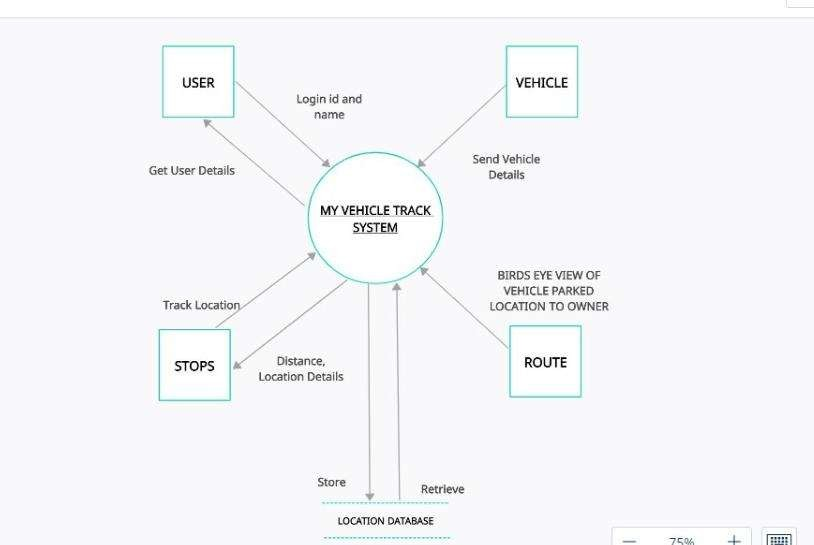 USER
VEHICLE
Login id and
name
Send Vehicle
Details
Get User Details
MY VEHICLE TRACK
SYSTEM
BIRDS EYE VIEW OF
VEHICLE PARKED
LOCATION TO OWNER
Track Location
STOPS
Distance,
Location Details
ROUTE
Store
Retrieve
LOCATION DATABASE
75%